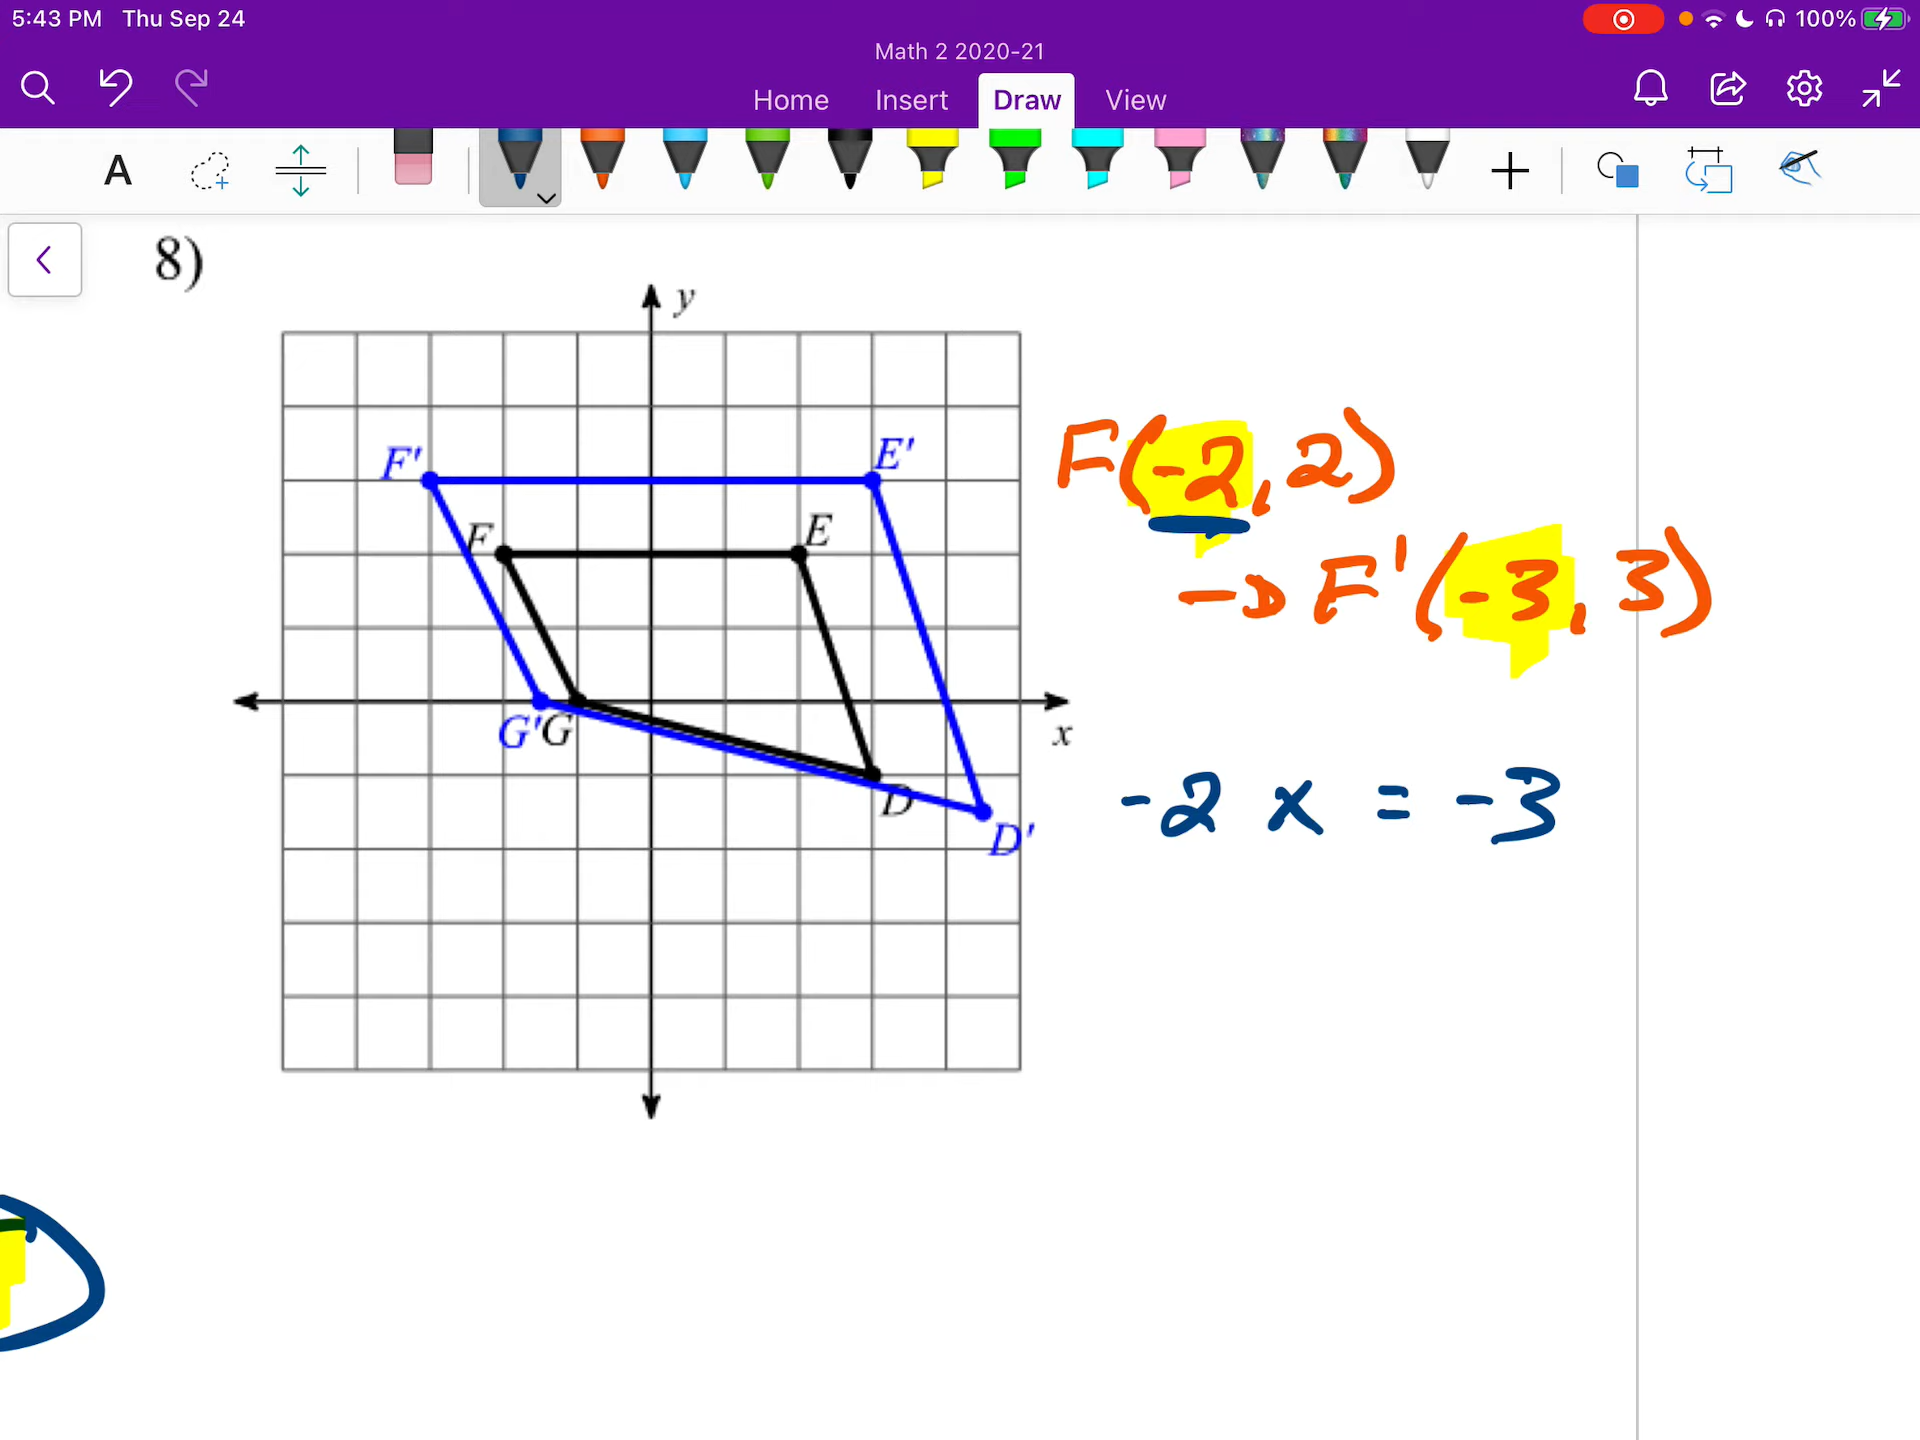 5:43 PM Thu Sep 24
100%
Math 2 2020-21
Home Insert Draw View
A
8)
y
F' E'
F E
G' G
x
D
D'
F(-2, 2)
→ F'(-3, 3)
-2 x = -3